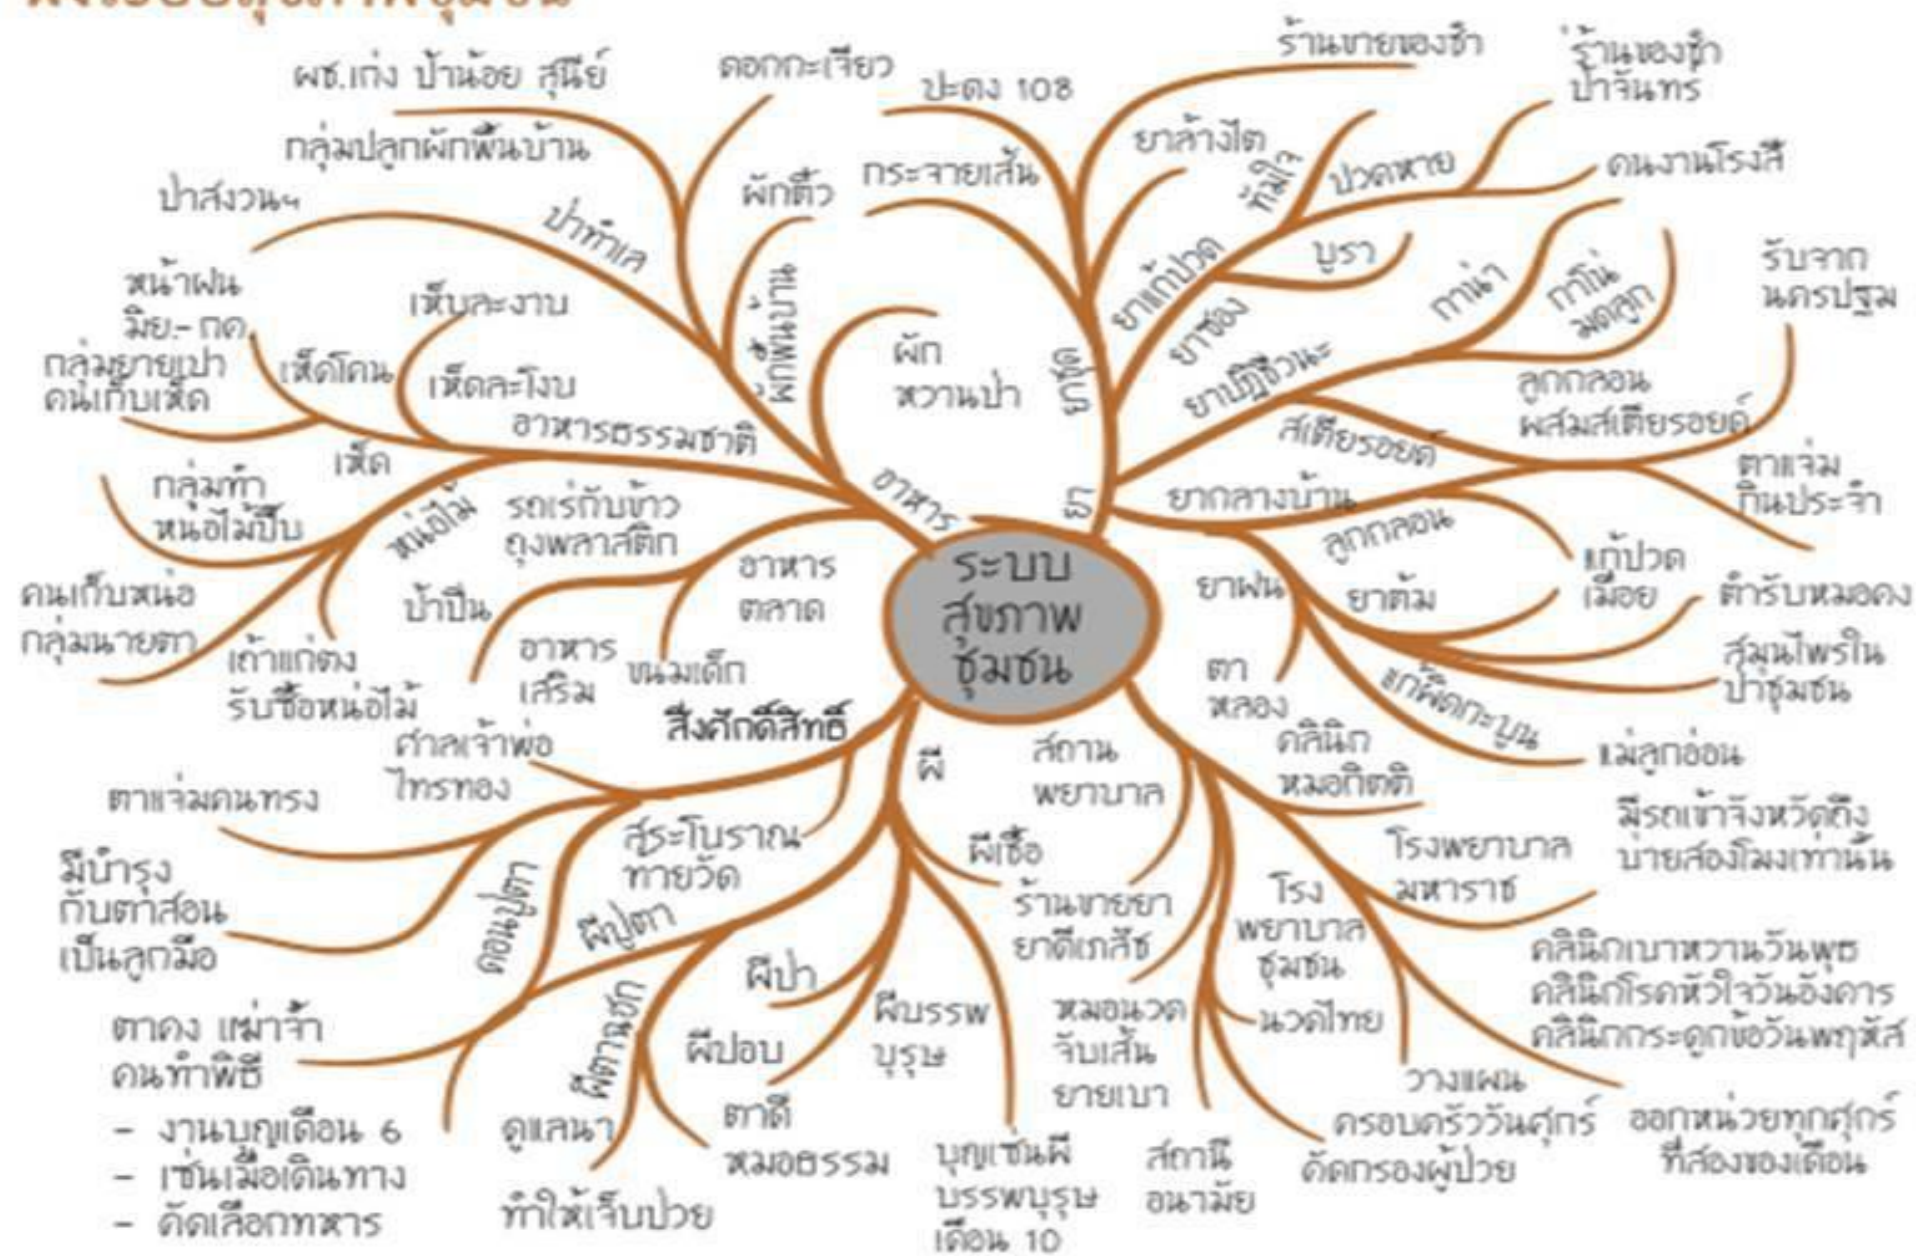 ผังระบบสุขภาพชุมชน
ผช.เก่ง ป้าน้อย สุนีย์
กลุ่มปลูกผักพื้นบ้าน
ดอกกะเจียว
ปะดง 108
ร้านขายของชำ
ร้านของชำ
ป้าจันทร์
ป่าสงวนฯ
ป่าทำเล
ผักติ้ว
กระจายเส้น
ยาล้างไต
ทัมใจ
ปวดหาย
คนงานโรงสี
หน้าฝน
มิย.- กค.
เห็บละงาบ
ผักพื้นบ้าน
ยาแก้ปวด
บูรา
กาน่า
กาโน่
มดลูก
รับจาก
นครปฐม
กลุ่มยายเปา
คนเก็บเห็ด
เห็ดโคน
เห็ดละโงบ
ผัก
หวานป่า
ยาชุด
ยาซอง
ยาปฏิชีวนะ
ลูกกลอน
ผสมสเตียรอยด์
อาหารธรรมชาติ
สเตียรอยด์
เห็ด
กลุ่มทำ
หน่อไม้ปี๊บ
หน่อไม้
รถเร่กับข้าว
ถุงพลาสติก
อาหาร
ยา
ยากลางบ้าน
ลูกกลอน
ตาแจ่ม
กินประจำ
อาหาร
ตลาด
ระบบ
สุขภาพ
ชุมชน
ยาฝน
ยาต้ม
แก้ปวด
เมื่อย
ตำรับหมอคง
คนเก็บหน่อ
กลุ่มนายตา
ป้าปิ่น
เถ้าแก่ตง
รับซื้อหน่อไม้
อาหาร
เสริม
ขนมเด็ก
ตา
หลอง
แก้ผิดกะบูน
สมุนไพรใน
ป่าชุมชน
แม่ลูกอ่อน
สิ่งศักดิ์สิทธิ์
ศาลเจ้าพ่อ
ไทรทอง
ผี
สถาน
พยาบาล
คลินิก
หมอกิตติ
ตาแจ่มคนทรง
สระโบราณ
ท้ายวัด
ผีเชื้อ
โรงพยาบาล
มหาราช
มีรถเข้าจังหวัดถึง
บ่ายสองโมงเท่านั้น
มีบำรุง
กับตาสอน
เป็นลูกมือ
ดอนปู่ตา
ผีปู่ตา
ร้านขายยา
ยาดีเภสัช
โรง
พยาบาล
ชุมชน
คลินิกเบาหวานวันพุธ
คลินิกโรคหัวใจวันอังคาร
คลินิกกระดูกข้อวันพฤหัส
ผีป่า
ผีตาแฮก
ผีปอบ
ผีบรรพ
บุรุษ
หมอนวด
จับเส้น
ยายเบา
นวดไทย
ตาคง เฒ่าจ้ำ
คนทำพิธี
- งานบุญเดือน 6
- เซ่นเมื่อเดินทาง
- คัดเลือกทหาร
ดูแลนา
ทำให้เจ็บป่วย
ตาดี
หมอธรรม
บุญเซ่นผี
บรรพบุรุษ
เดือน 10
สถานี
อนามัย
วางแผน
ครอบครัววันศุกร์
คัดกรองผู้ป่วย
ออกหน่วยทุกศุกร์
ที่สองของเดือน